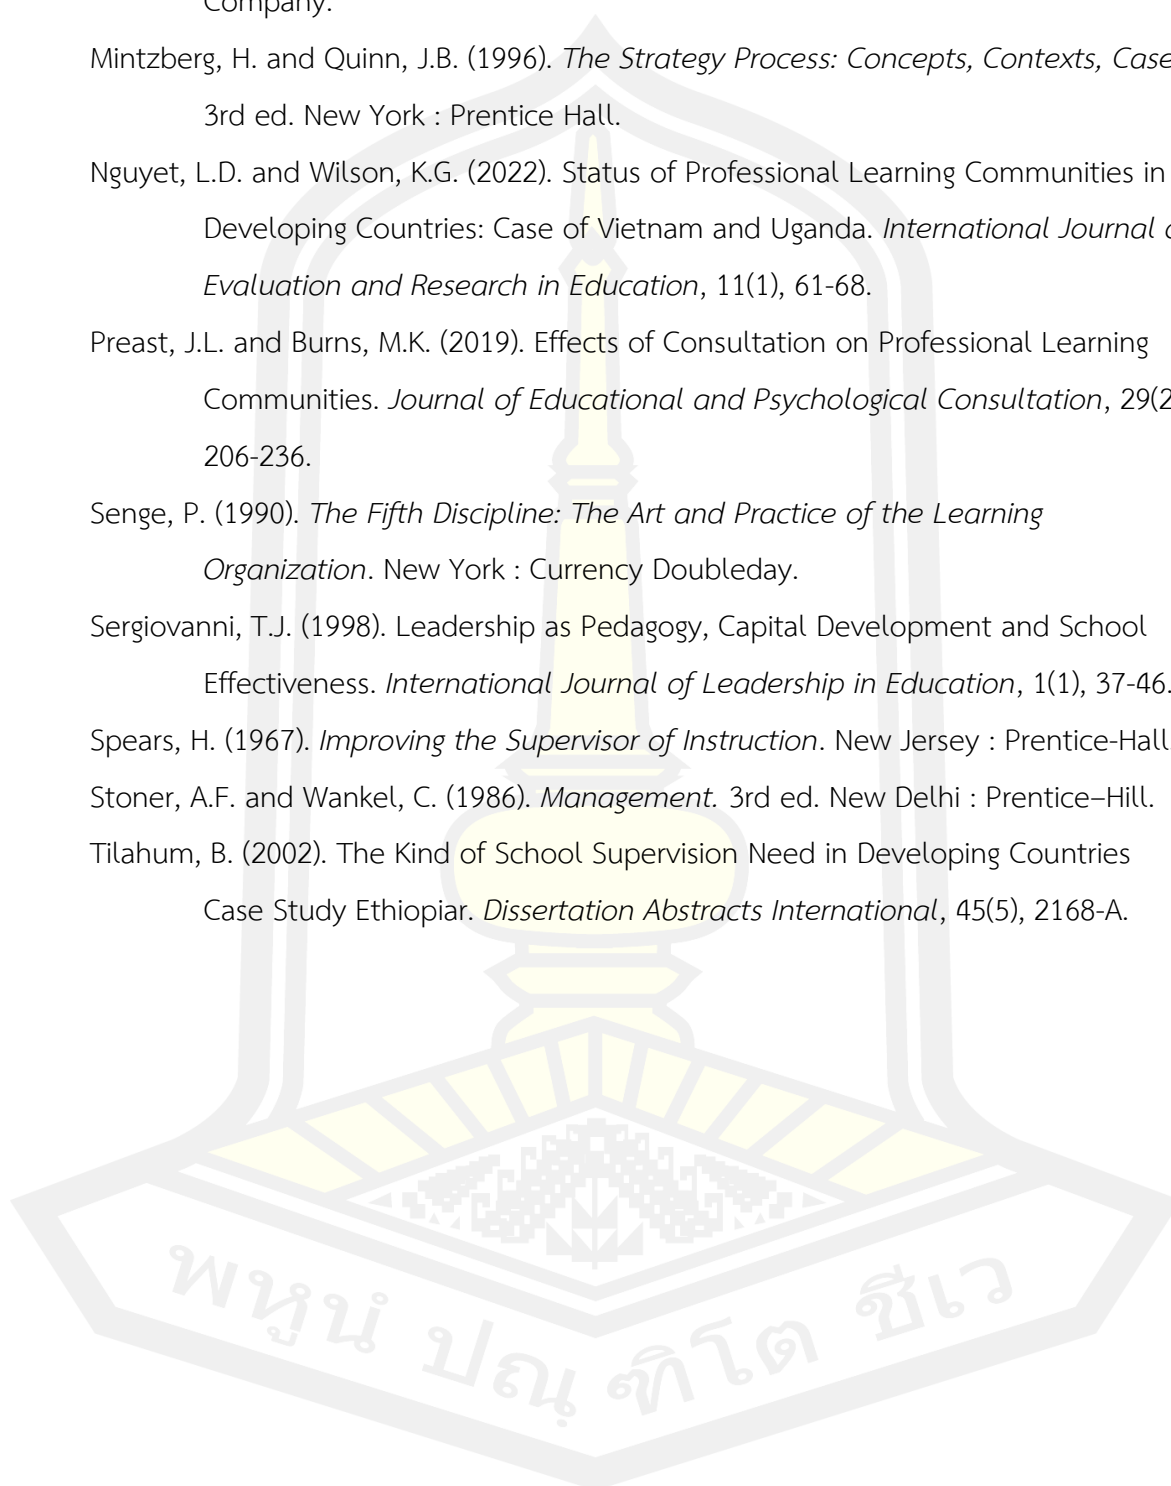 Company.
Mintzberg, H. and Quinn, J.B. (1996). The Strategy Process: Concepts, Contexts, Case
3rd ed. New York : Prentice Hall.
Nguyet, L.D. and Wilson, K.G. (2022). Status of Professional Learning Communities in
Developing Countries: Case of Vietnam and Uganda. International Journal
Evaluation and Research in Education, 11(1), 61-68.
Preast, J.L. and Burns, M.K. (2019). Effects of Consultation on Professional Learning
Communities. Journal of Educational and Psychological Consultation, 29(2
206-236.
Senge, P. (1990). The Fifth Discipline: The Art and Practice of the Learning
Organization. New York : Currency Doubleday.
Sergiovanni, T.J. (1998). Leadership as Pedagogy, Capital Development and School
Effectiveness. International Journal of Leadership in Education, 1(1), 37-46.
Spears, H. (1967). Improving the Supervisor of Instruction. New Jersey : Prentice-Hall.
Stoner, A.F. and Wankel, C. (1986). Management. 3rd ed. New Delhi : Prentice–Hill.
Tilahum, B. (2002). The Kind of School Supervision Need in Developing Countries
Case Study Ethiopiar. Dissertation Abstracts International, 45(5), 2168-A.
พหูนํ ปณฺฑิโต ชีเว